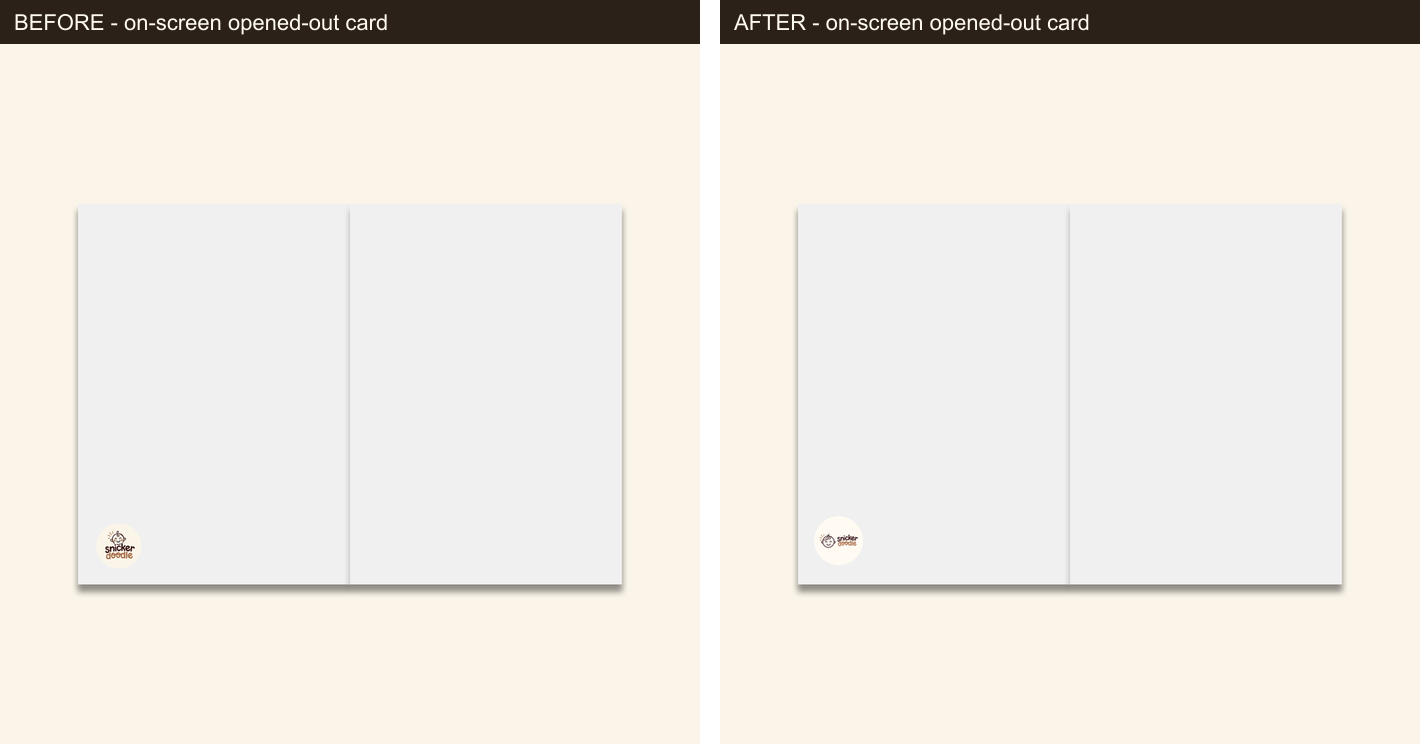 BEFORE - on-screen opened-out card
AFTER - on-screen opened-out card
snicker
doodle
snicker
doodle